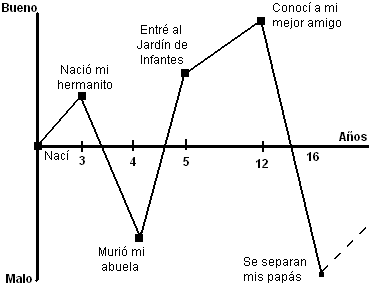 Bueno
Conocí a mi
mejor amigo
Entré al
Jardín de
Infantes
Nació mi
hermanito
Años
Nací
3
4
5
12
16
Murió mi
abuela
Se separan
mis papás
Malo